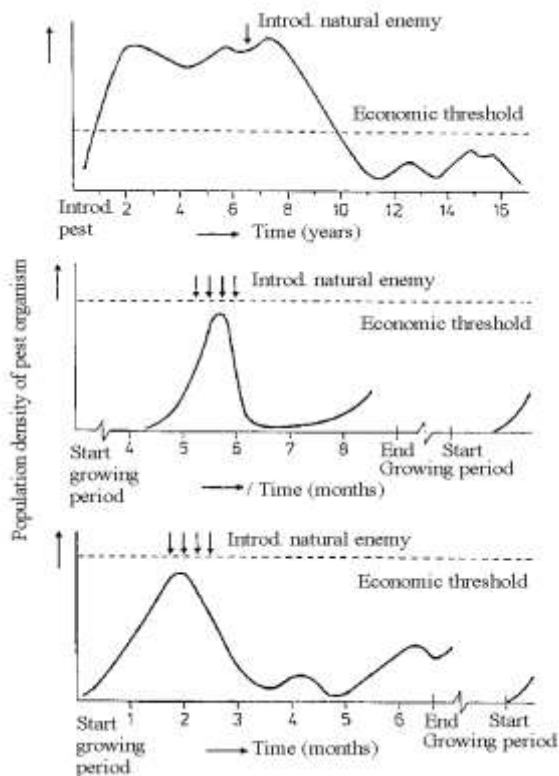 Population density of pest organism
Introd. natural enemy
Economic threshold
Introd. 2 4 6 8 10 12 14 15
pest
Time (years)
Introd. natural enemy
Economic threshold
4 5 6 7 8 End Start
Start Growing period
growing
period
/ Time (months)
Introd. natural enemy
Economic threshold
1 2 3 4 5 6 End Start
Start Growing period
growing
period
Time (months)